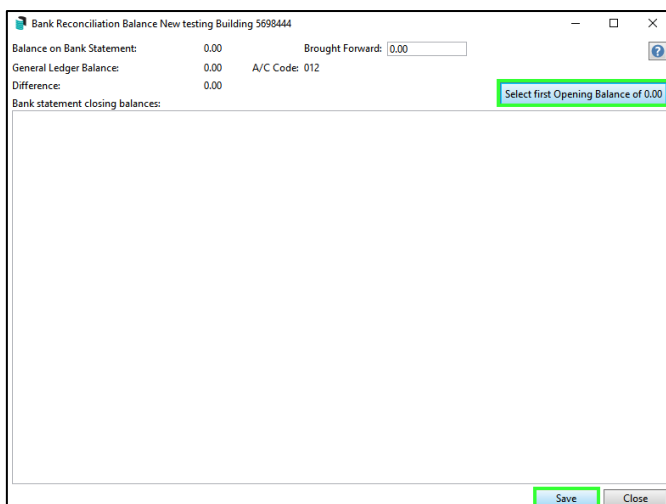 Bank Reconciliation Balance New testing Building 5698444
Balance on Bank Statement: 0.00 Brought Forward: 0.00
General Ledger Balance: 0.00 A/C Code: 012
Difference: 0.00
Select first Opening Balance of 0.00
Bank statement closing balances:
Save Close